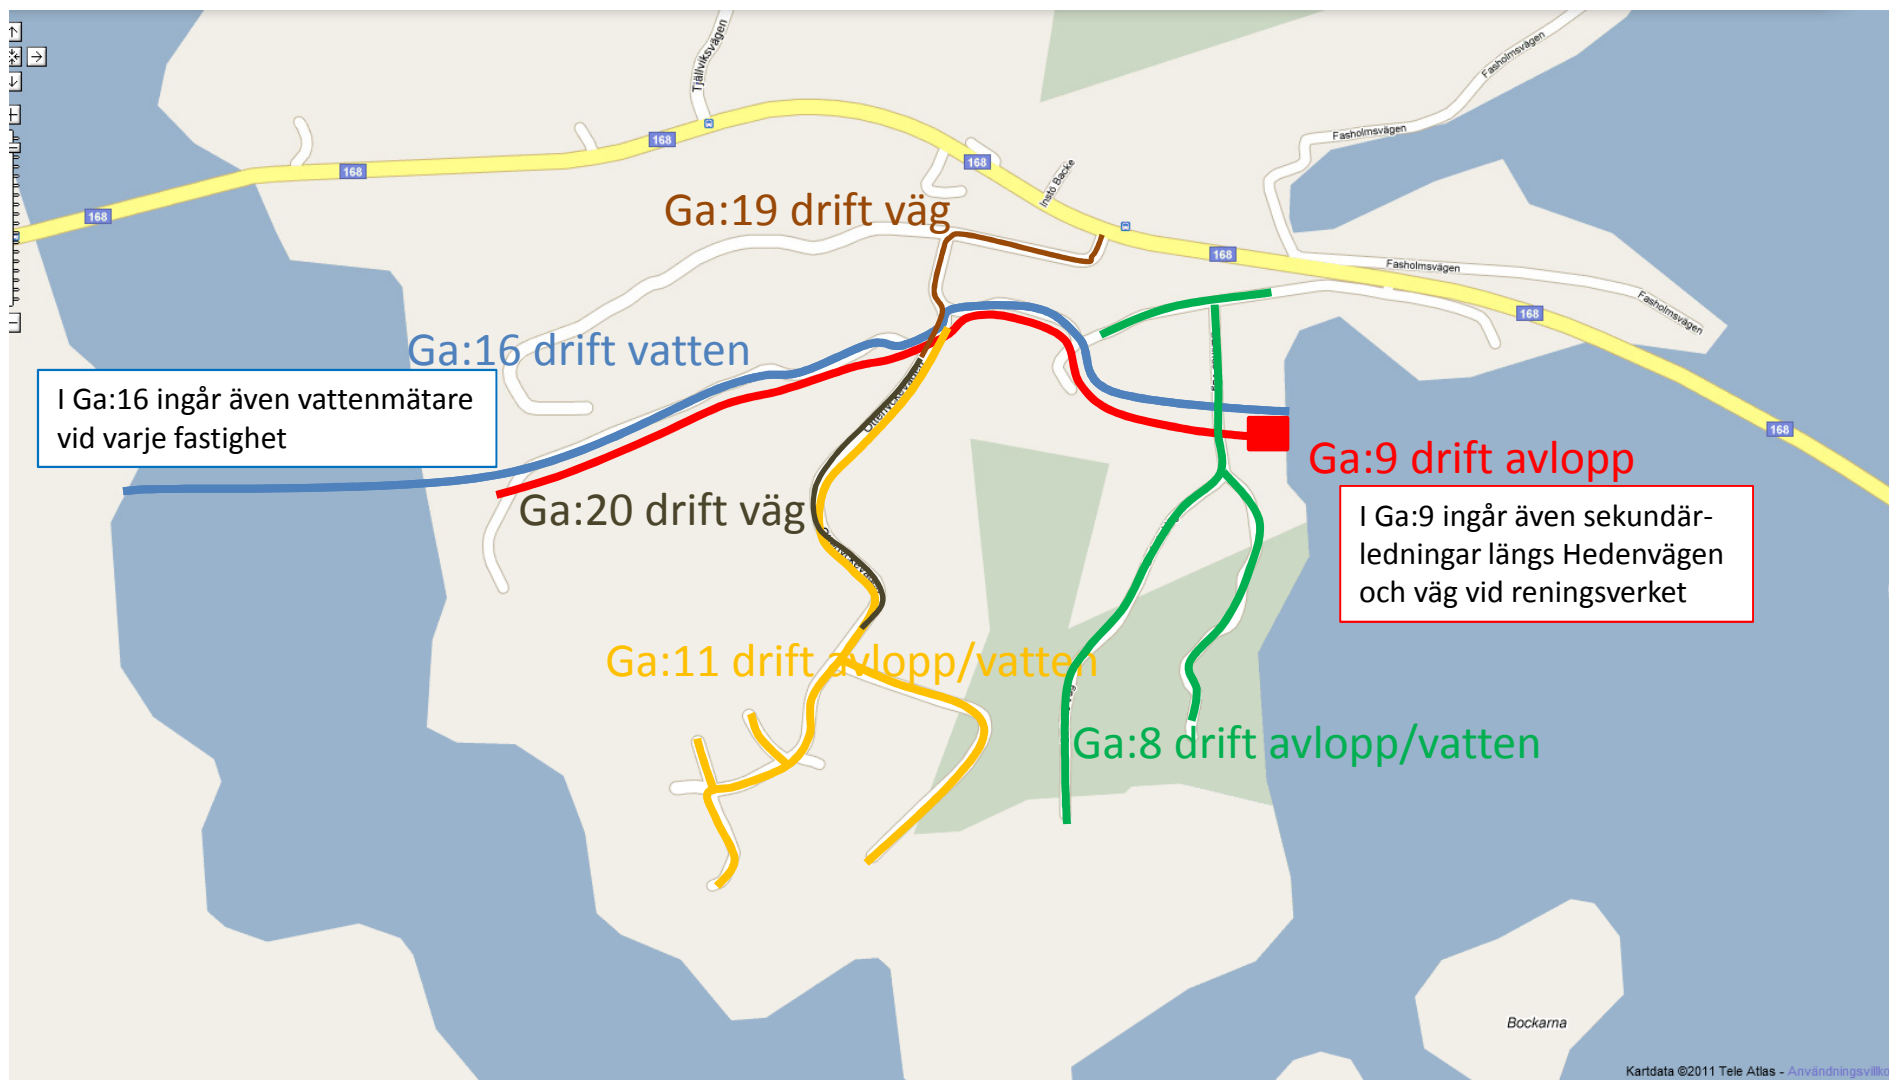 Tjällviksvägen
Fasholmsvägen
Fasholmsvägen
168
168
168
168
Instö Backe
Ga:19 drift väg
168
Fasholmsvägen
Fasholmsvägen
168
Ga:16 drift vatten
I Ga:16 ingår även vattenmätare
vid varje fastighet
168
Ga:9 drift avlopp
I Ga:9 ingår även sekundär-
ledningar längs Hedenvägen
och väg vid reningsverket
Ga:20 drift väg
Ga:11 drift avlopp/vatten
Ga:8 drift avlopp/vatten
Bockarna
Kartdata ©2011 Tele Atlas - Användningsvillko